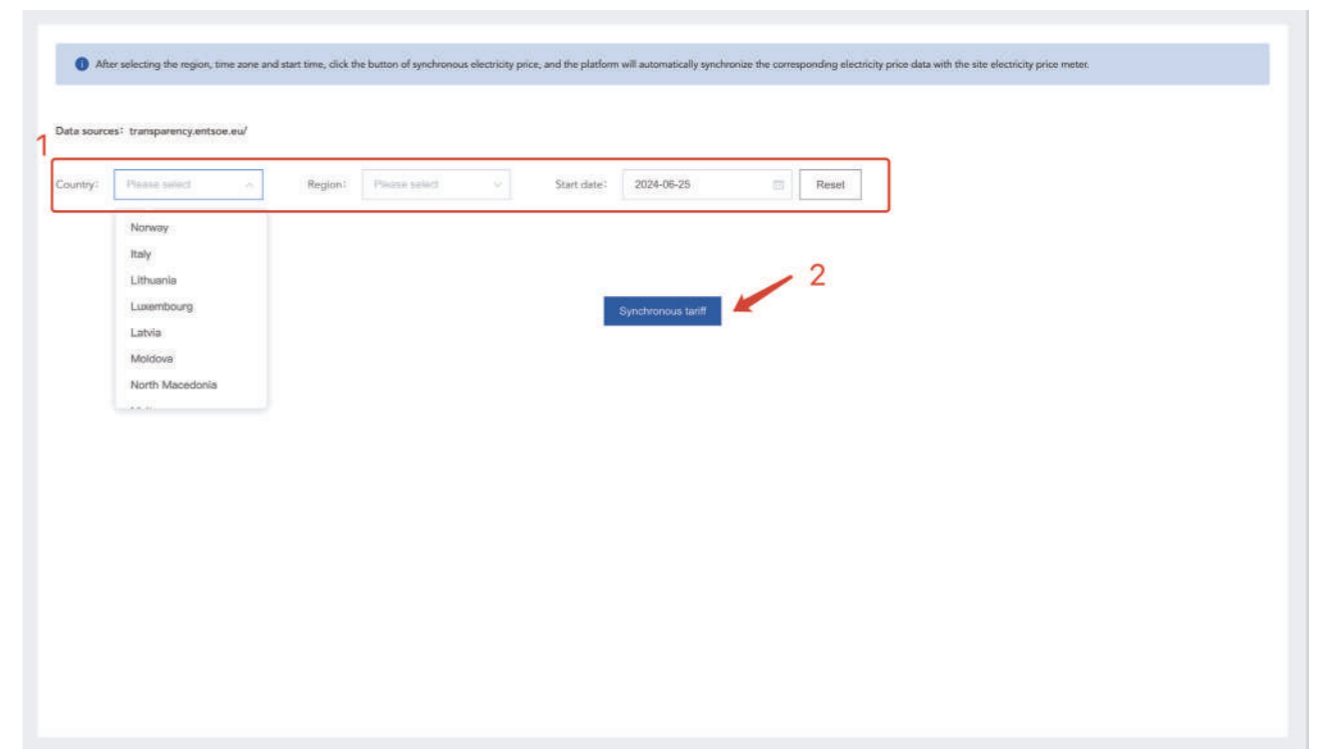 After selecting the region, time zone and start time, click the button of synchronous electricity price, and the platform will automatically synchronize the corresponding electricity price data with the site electricity price meter.
Data sources: transparency.entsoe.eu/
1
Country: Please select Region: Please select Start date: 2024-06-25 Reset
Norway
Italy
Lithuania
2
Luxembourg
Synchronous tariff
Latvia
Moldova
North Macedonia